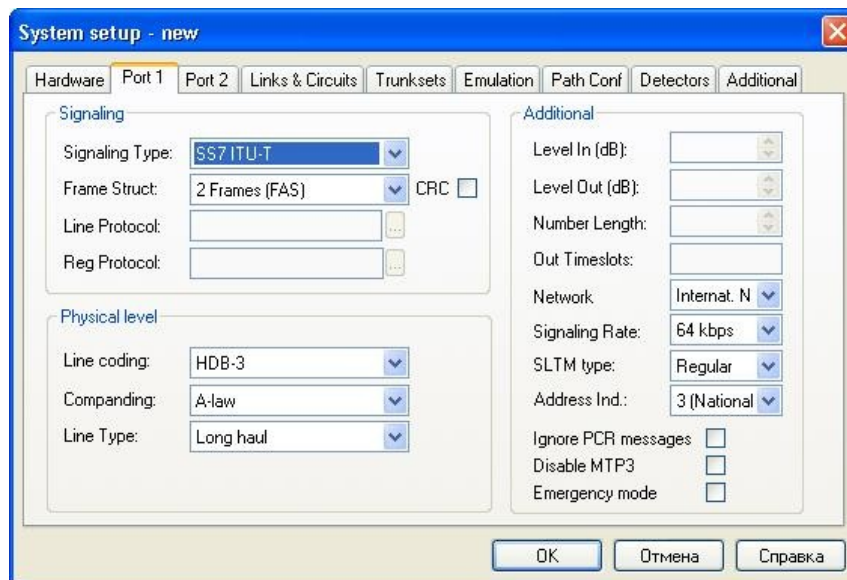 System setup - new
Hardware Port 1 Port 2 Links & Circuits Trunksets Emulation Path Conf Detectors Additional
Signaling
Signaling Type: SS7 ITU-T
Frame Struct: 2 Frames (FAS) CRC
Line Protocol: ...
Reg Protocol: ...
Physical level
Line coding: HDB-3
Companding: A-law
Line Type: Long haul
Additional
Level In (dB):
Level Out (dB):
Number Length:
Out Timeslots:
Network Internat. N
Signaling Rate: 64 kbps
SLTM type: Regular
Address Ind.: 3 (National
Ignore PCR messages
Disable MTP3
Emergency mode
OK Отмена Справка